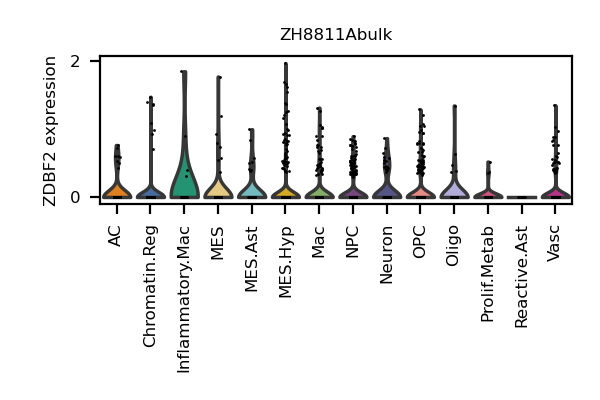 ZH8811Abulk
ZDBF2 expression
2
0
AC
Chromatin.Reg
Inflammatory.Mac
MES
MES.Ast
MES.Hyp
Mac
NPC
Neuron
OPC
Oligo
Prolif.Metab
Reactive.Ast
Vasc